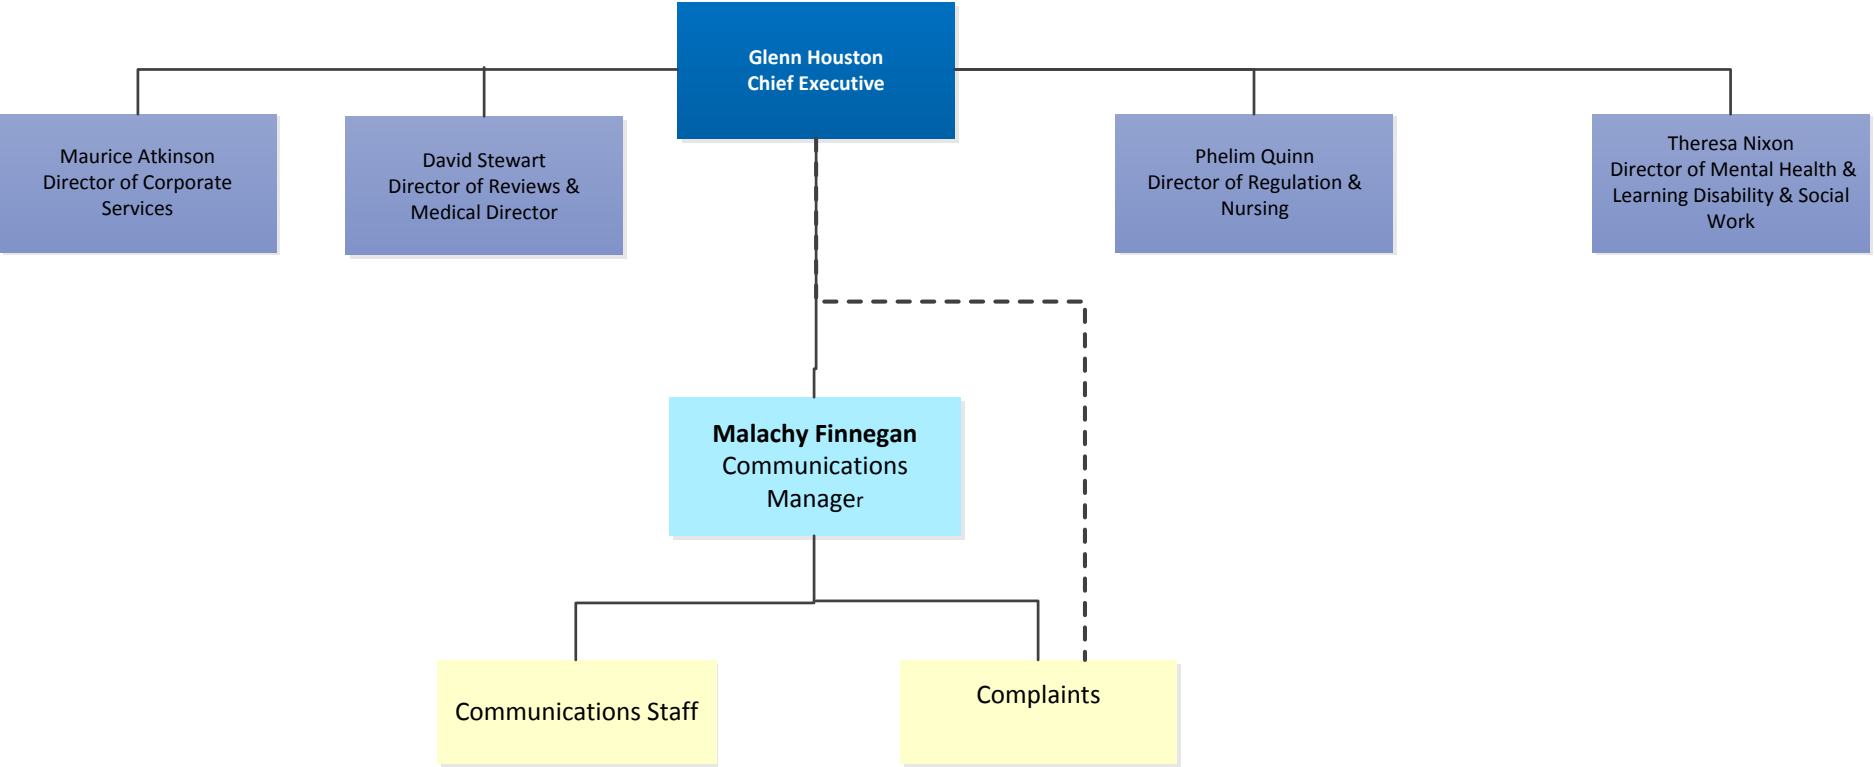 Glenn Houston
Chief Executive
Maurice Atkinson
Director of Corporate
Services
David Stewart
Director of Reviews &
Medical Director
Phelim Quinn
Director of Regulation &
Nursing
Theresa Nixon
Director of Mental Health &
Learning Disability & Social
Work
Malachy Finnegan
Communications
Manager
Communications Staff
Complaints